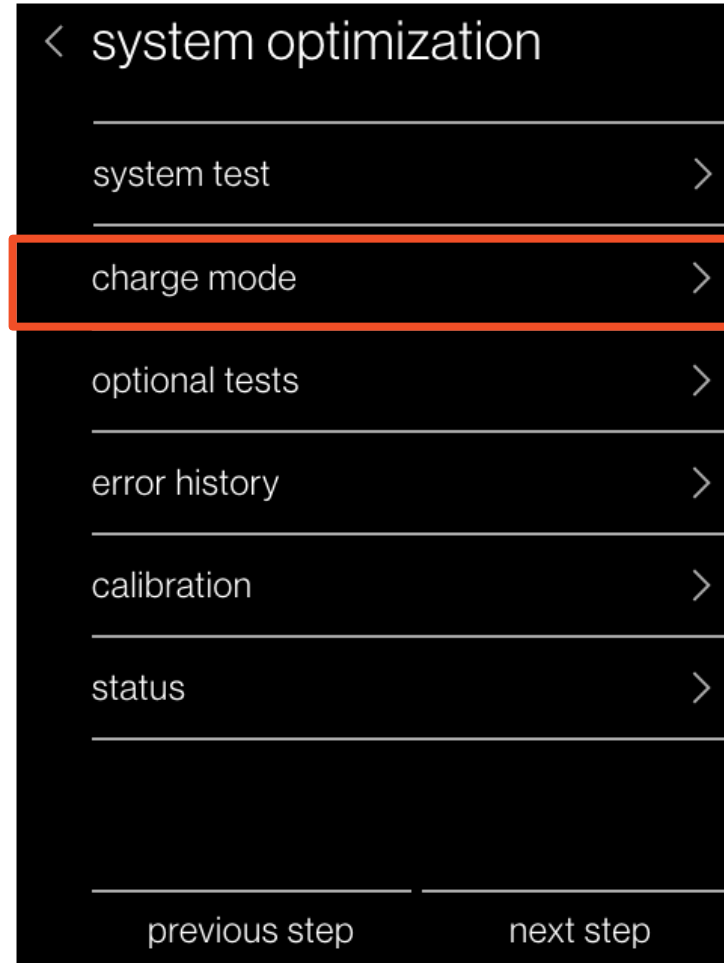 system optimization
system test
charge mode
optional tests
error history
calibration
status
previous step next step